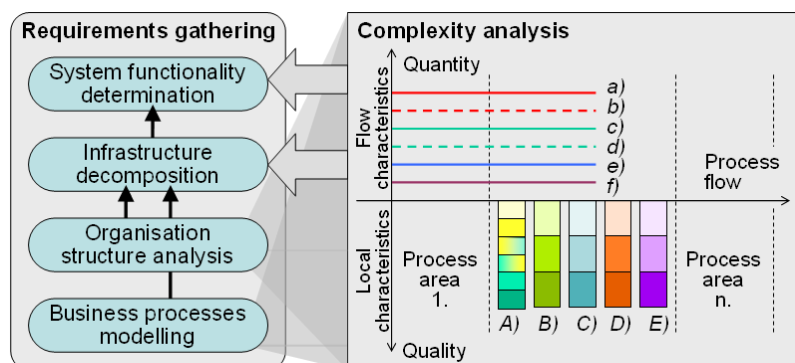 Requirements gathering
System functionality
determination
Infrastructure
decomposition
Organisation
structure analysis
Business processes
modelling
Complexity analysis
Flow
characteristics
Quantity
a)
b)
c)
d)
e)
f)
Process
flow
Local
characteristics
Process
area
1.
A)
B)
C)
D)
E)
Process
area
n.
Quality